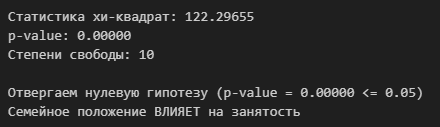 Статистика хи-квадрат: 122.29655
p-value: 0.00000
Степени свободы: 10
Отвергаем нулевую гипотезу (p-value = 0.00000 <= 0.05)
Семейное положение ВЛИЯЕТ на занятость